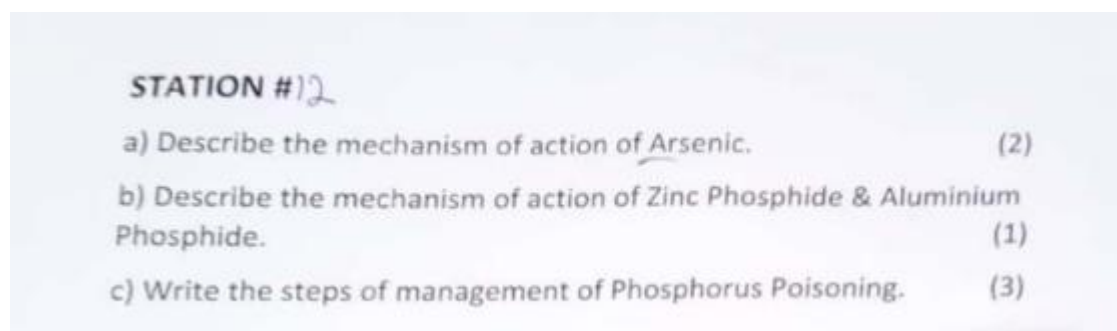 STATION #12
a) Describe the mechanism of action of Arsenic. (2)
b) Describe the mechanism of action of Zinc Phosphide & Aluminium
Phosphide. (1)
c) Write the steps of management of Phosphorus Poisoning. (3)